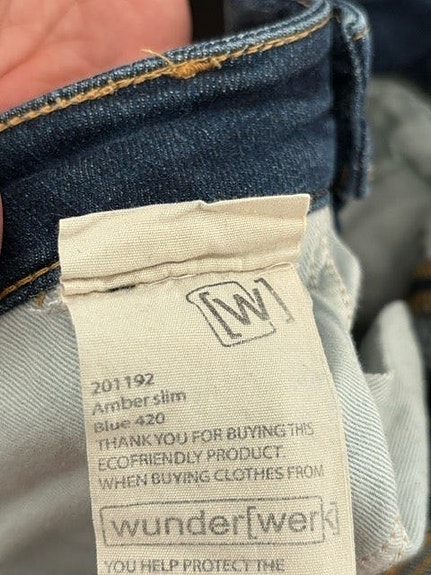 [W]
201192
Amber slim
Blue 420
THANK YOU FOR BUYING THIS
ECOFRIENDLY PRODUCT.
WHEN BUYING CLOTHES FROM
wunder[werk]
YOU HELP PROTECT THE